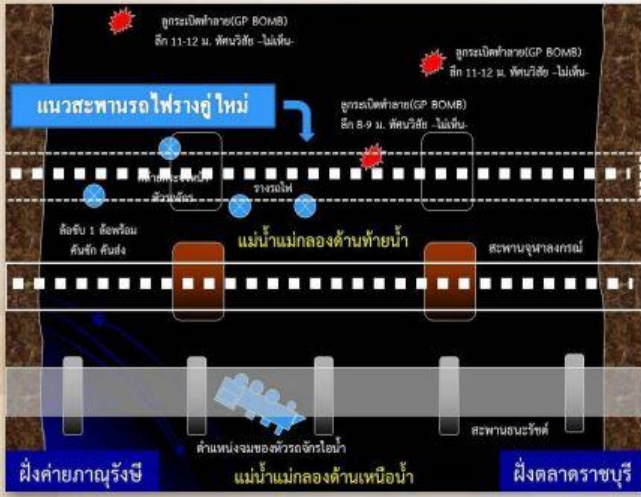 ลูกระเบิดทำลาย(GP BOMB)
ลึก 11-12 ม. ทัศนวิสัย -ไม่เห็น-
ลูกระเบิดทำลาย(GP BOMB)
ลึก 11-12 ม. ทัศนวิสัย -ไม่เห็น-
แนวสะพานรถไฟรางคู่ ใหม่
ลูกระเบิดทำลาย(GP BOMB)
ลึก 8-9 ม. ทัศนวิสัย -ไม่เห็น-
หัวรถจักร
รางรถไฟ
ล้อขับ 1 ล้อพร้อม
คันชัก คันส่ง
แม่น้ำแม่กลองด้านท้ายน้ำ
สะพานจุฬาลงกรณ์
ตำแหน่งจมของหัวรถจักรไอน้ำ
สะพานธนะรัชต์
ฝั่งค่ายภาณุรังษี
แม่น้ำแม่กลองด้านเหนือน้ำ
ฝั่งตลาดราชบุรี